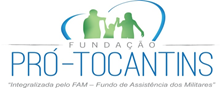 FUNDAÇÃO
PRÓ-TOCANTINS
"Integralizada pelo FAM – Fundo de Assistência dos Militares"